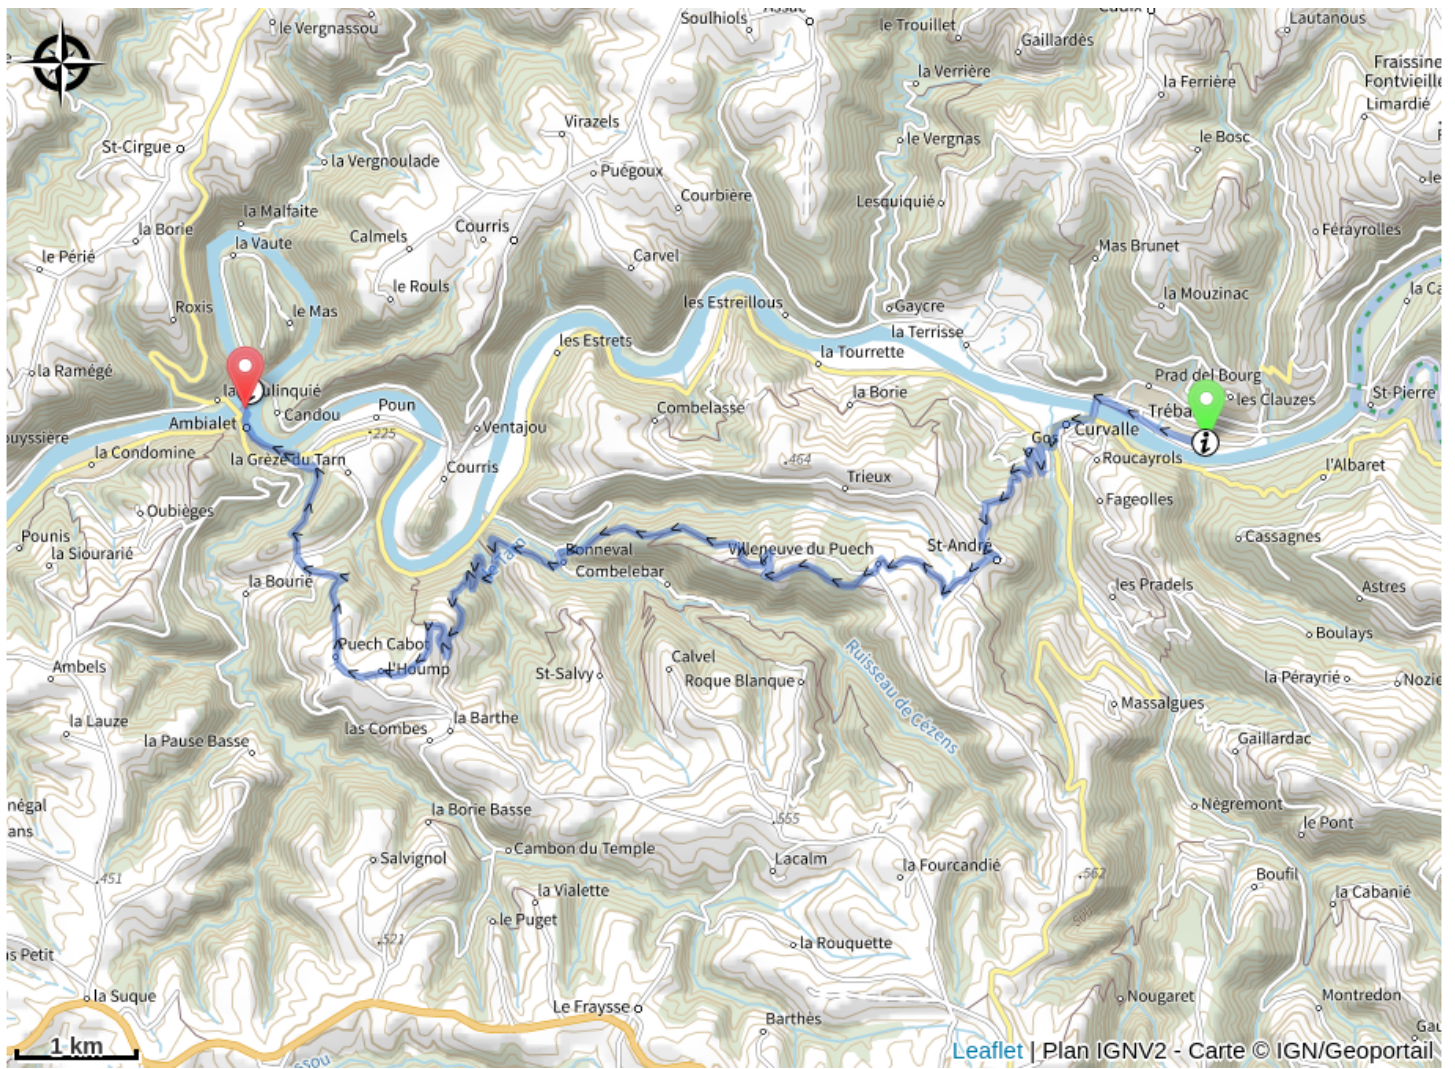 Soulhiols
le Vergnassou
le Trouillet
Gaillardès
Lautanous
la Verrière
la Ferrière
Fraissine
Fontvieille
Limardié
Virazels
St-Cirgue
la Vergnoulade
le Vergnas
le Bosc
Puègoux
Courbière
Lesquiquié
la Malfaite
la Borie
la Vaute
Calmels
Courris
Carvel
Mas Brunet
Férayrolles
le Périé
le Rouls
la Mouzinac
Roxis
le Mas
les Estreillous
Gaycre
la Terrisse
les Estrets
la Tourrette
la Ramégé
Prad del Bourg
St-Pierre
la Borie
les Clauzes
Poun
Combelasse
Candou
Ambialet
225
Ventajou
Curvalle
la Condomine
la Grèze du Tarn
Courris
464
Roucayrols
l'Albaret
Trieux
Fageolles
Oubièges
Pounis
la Siourarié
Bonneval
Villeneuve du Puech
St-André
Cassagnes
Combelebar
la Bourie
les Pradels
Astres
Boulays
Puech Cabot
L'Hoump
Ambels
St-Salvy
Calvel
Roque Blanque
Ruisseau de Cézens
la Pérayrié
Massalgues
la Lauze
la Barthe
las Combes
la Pause Basse
Gaillardac
la Borie Basse
555
Nègremont
le Pont
Cambon du Temple
Salvignol
Lacalm
la Fourcandié
562
451
Boufil
la Vialette
la Cabanié
le Puget
521
la Rouquette
la Suque
Le Fraysse
Barthès
Nougaret
Montredon
1 km
Leaflet | Plan IGNV2 - Carte © IGN/Geoportail